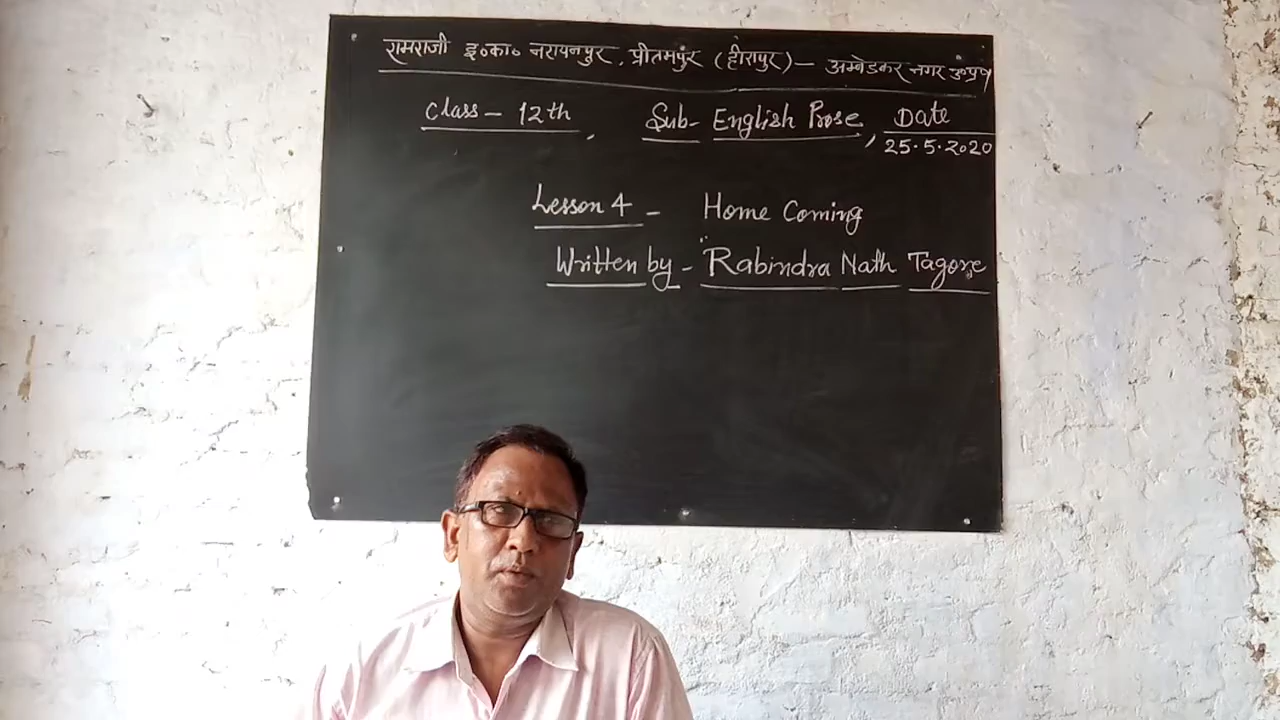 रामराजी इ०का० नरायनपुर, प्रीतमपुर (हीरापुर) — अम्बेडकर नगर उ०प्र०
Class - 12th, Sub- English Prose, Date
25.5.2020
Lesson 4 - Home Coming
Written by - Rabindra Nath Tagore